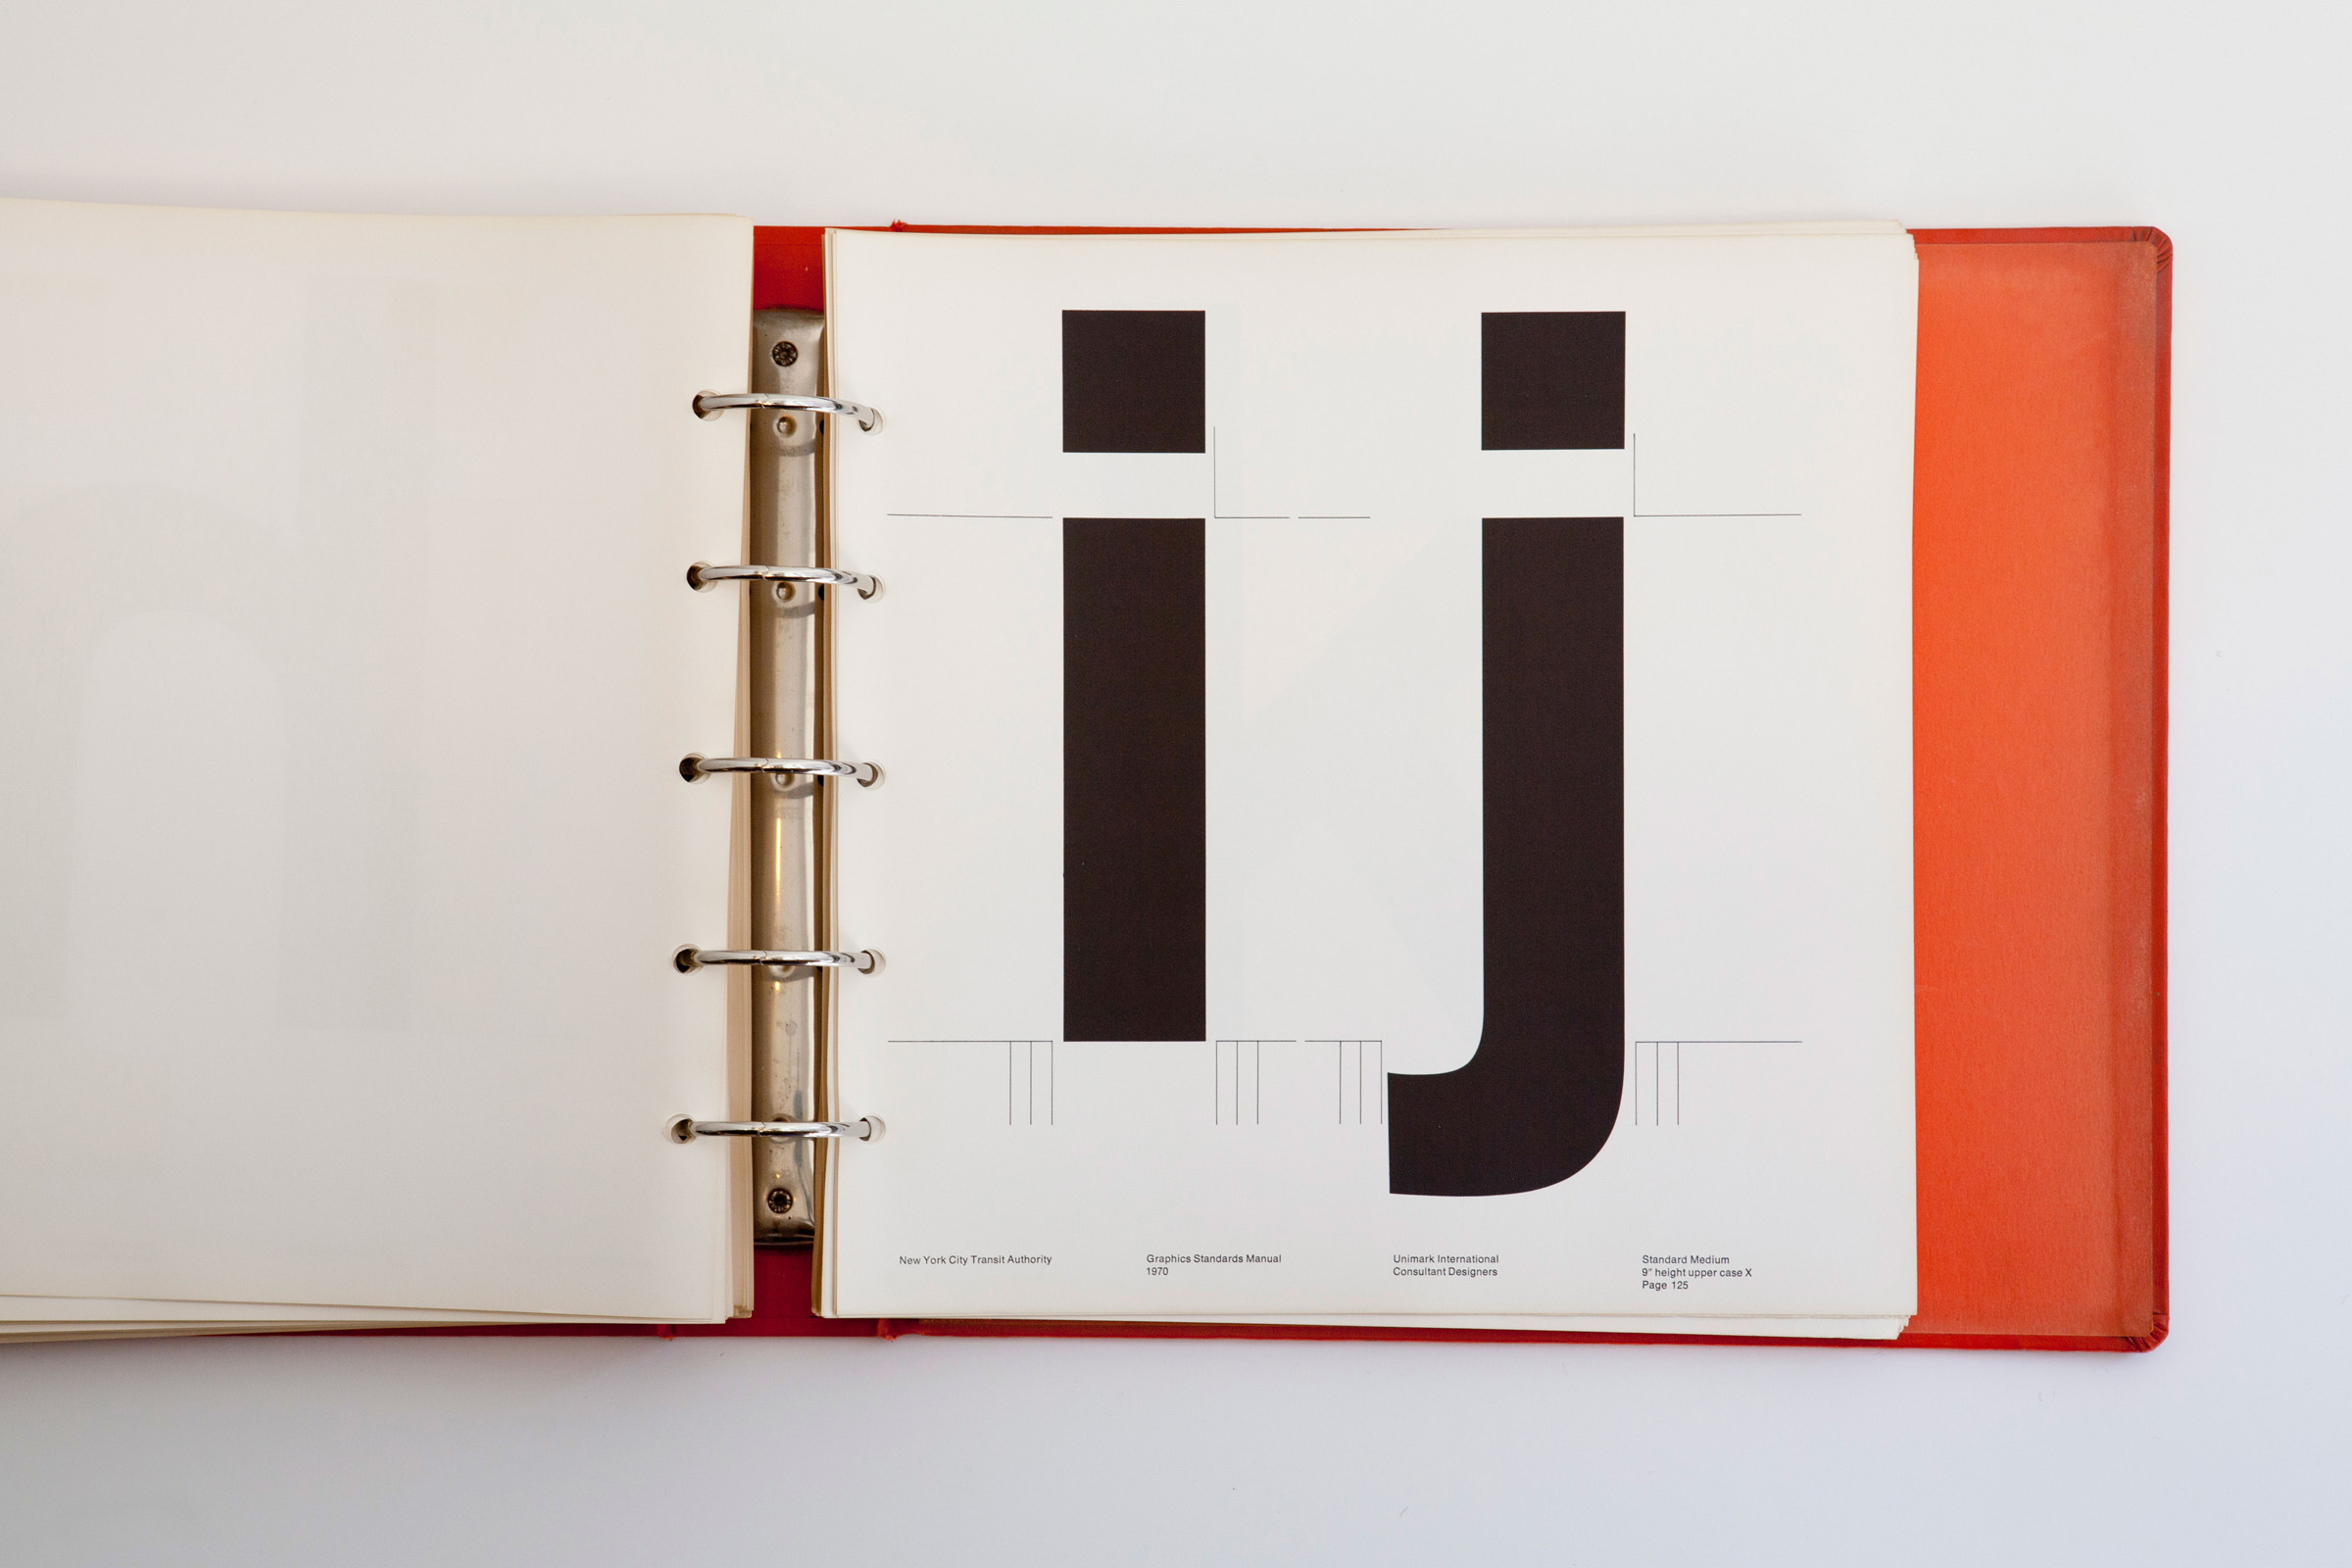 i j
New York City Transit Authority
Graphics Standards Manual
1970
Unimark International
Consultant Designers
Standard Medium
9" height upper case X
Page 125